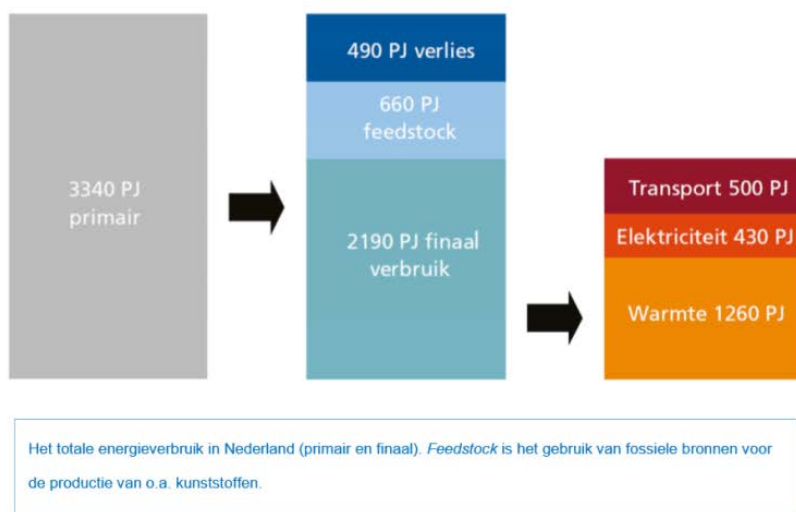 490 PJ verlies
660 PJ
feedstock
3340 PJ
primair
2190 PJ finaal
verbruik
Transport 500 PJ
Elektriciteit 430 PJ
Warmte 1260 PJ
Het totale energieverbruik in Nederland (primair en finaal). Feedstock is het gebruik van fossiele bronnen voor
de productie van o.a. kunststoffen.